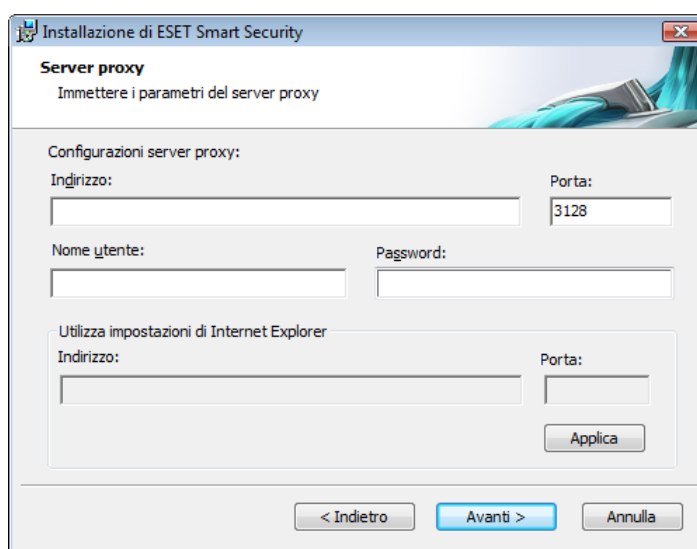 Installazione di ESET Smart Security
Server proxy
Immettere i parametri del server proxy
Configurazioni server proxy:
Indirizzo:
Porta:
3128
Nome utente:
Password:
Utilizza impostazioni di Internet Explorer
Indirizzo:
Porta:
Applica
< Indietro
Avanti >
Annulla